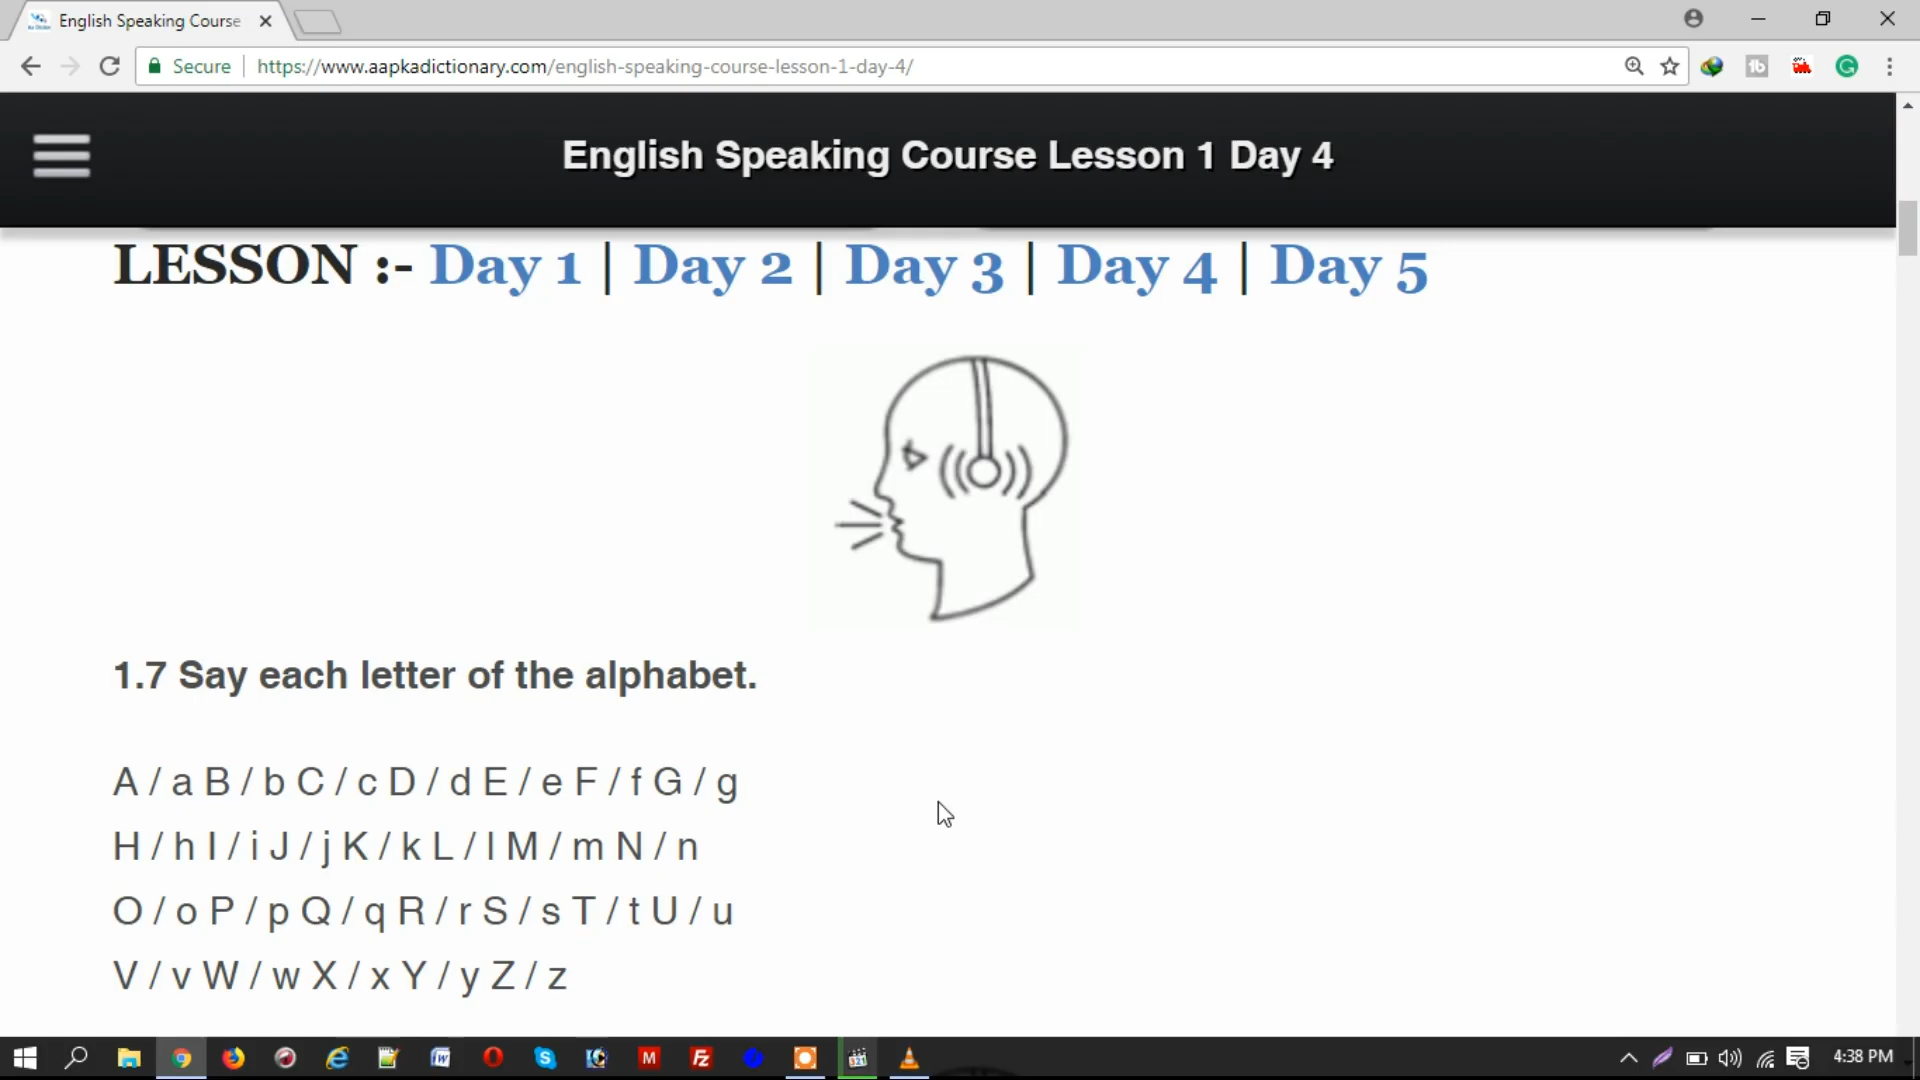 English Speaking Course
Secure
https://www.aapkadictionary.com/english-speaking-course-lesson-1-day-4/
English Speaking Course Lesson 1 Day 4
LESSON :- Day 1 | Day 2 | Day 3 | Day 4 | Day 5
1.7 Say each letter of the alphabet.
A / a B / b C / c D / d E / e F / f G / g
H / h I / i J / j K / k L / l M / m N / n
O / o P / p Q / q R / r S / s T / t U / u
V / v W / w X / x Y / y Z / z
4:38 PM